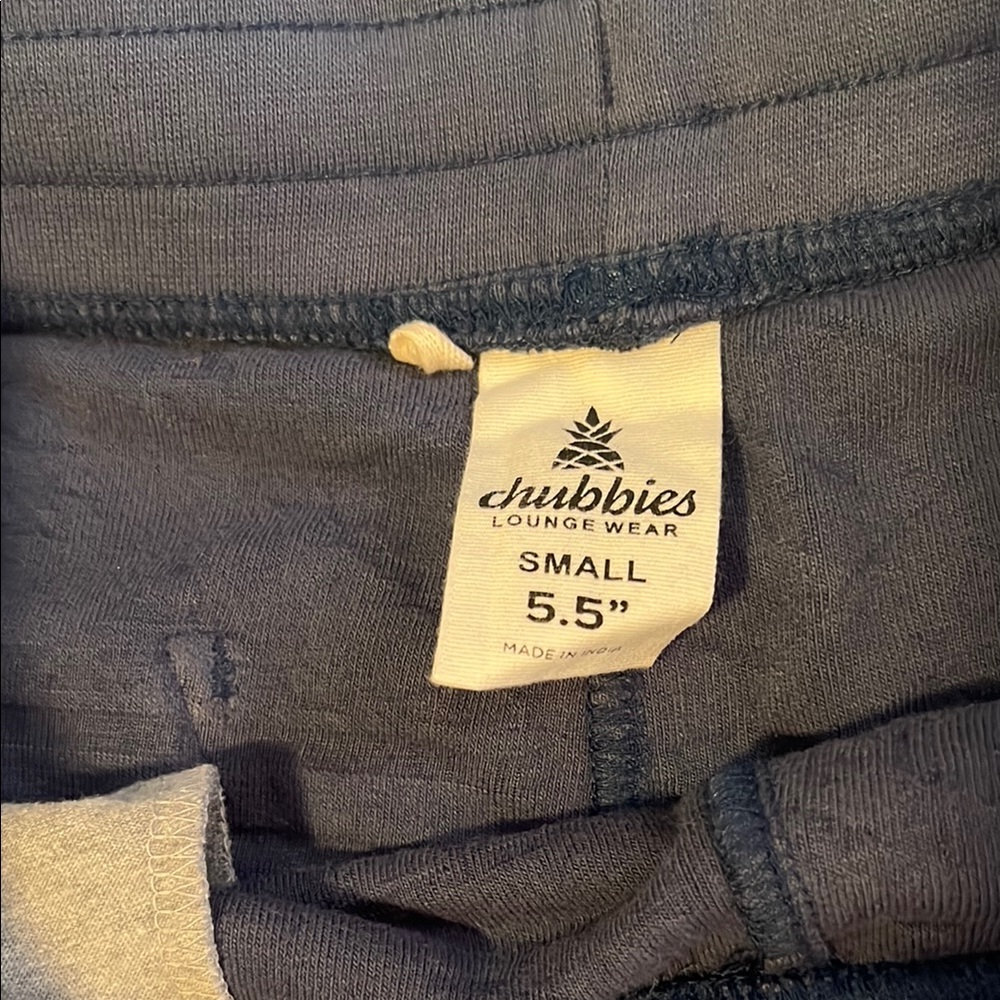 chubbies
LOUNGE WEAR
SMALL
5.5”
MADE IN INDIA